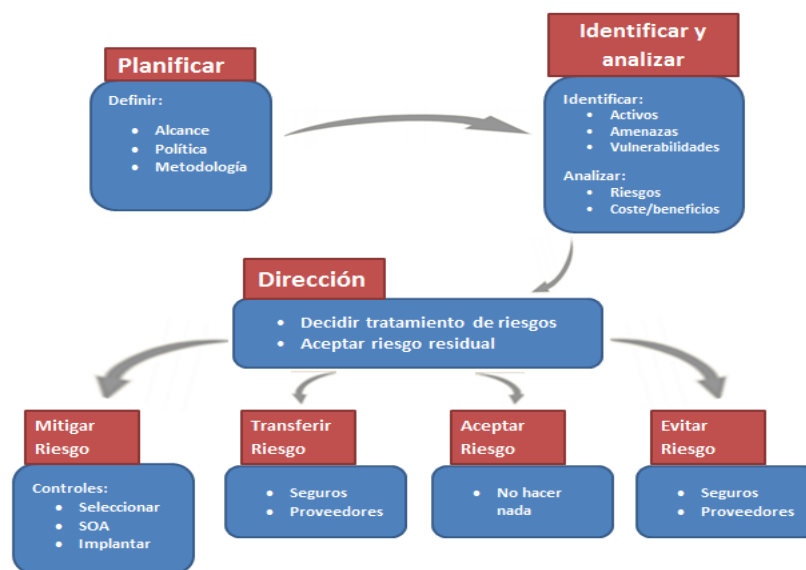 Planificar
Definir:
• Alcance
• Política
• Metodología
Identificar y
analizar
Identificar:
• Activos
• Amenazas
• Vulnerabilidades
Analizar:
• Riesgos
• Coste/beneficios
Dirección
• Decidir tratamiento de riesgos
• Aceptar riesgo residual
Mitigar
Riesgo
Controles:
• Seleccionar
• SOA
• Implantar
Transferir
Riesgo
• Seguros
• Proveedores
Aceptar
Riesgo
• No hacer
nada
Evitar
Riesgo
• Seguros
• Proveedores